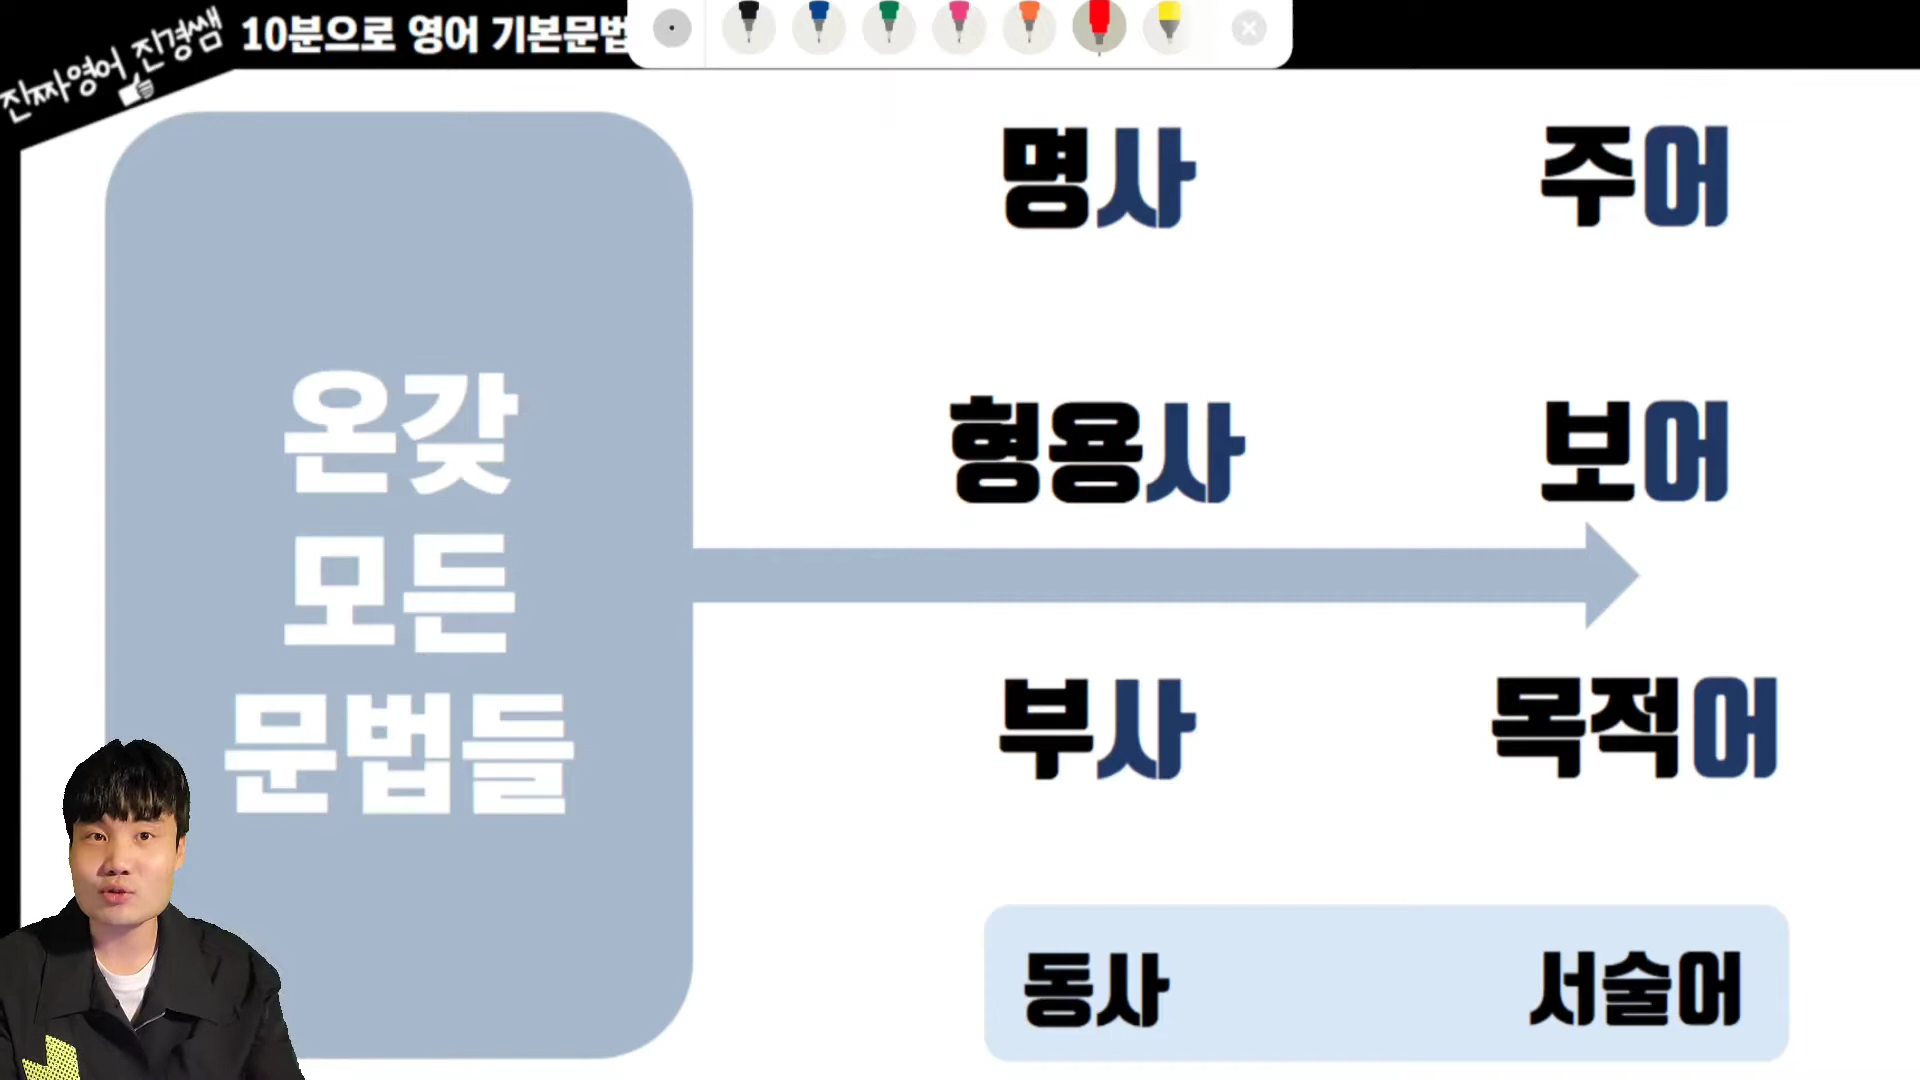 진짜영어 진경쌤
10분으로 영어 기본문법
온갖
모든
문법들
명사 주어
형용사 보어
부사 목적어
동사 서술어